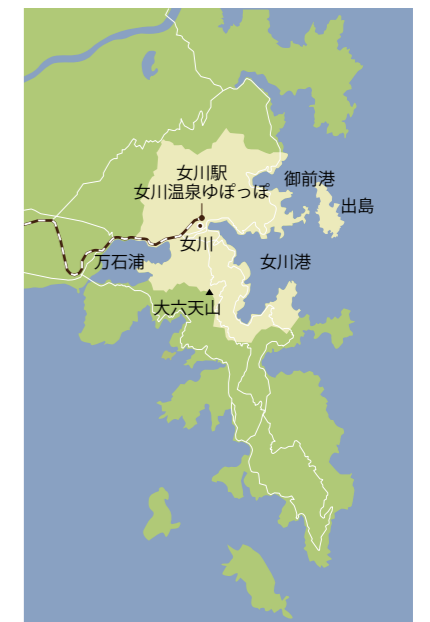 女川駅
女川温泉ゆぽっぽ
御前港
出島
女川
万石浦
女川港
大六天山